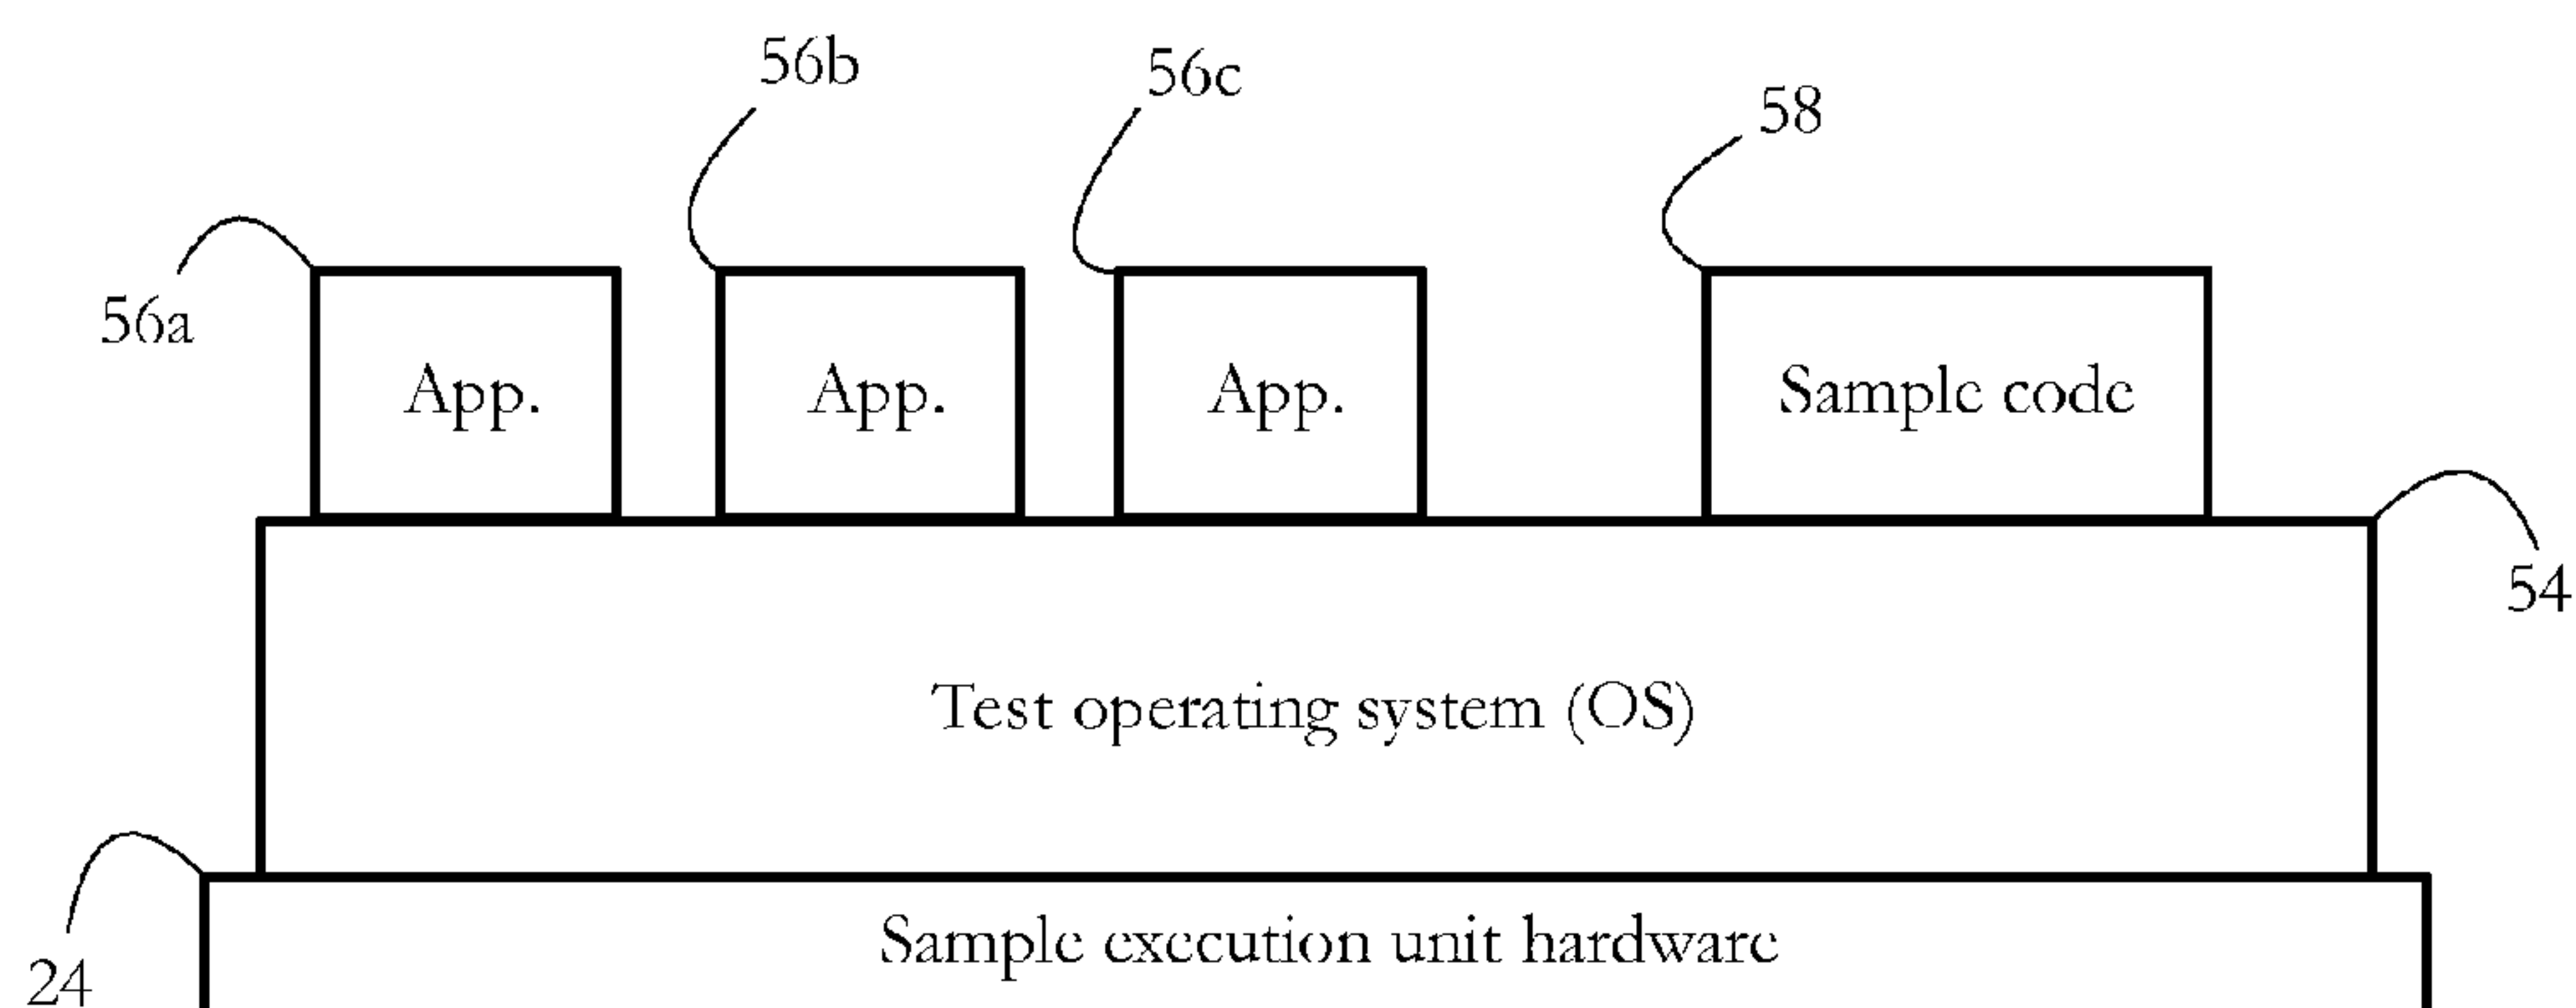 56b
56c
58
56a
App.
App.
App.
Sample code
54
Test operating system (OS)
24
Sample execution unit hardware